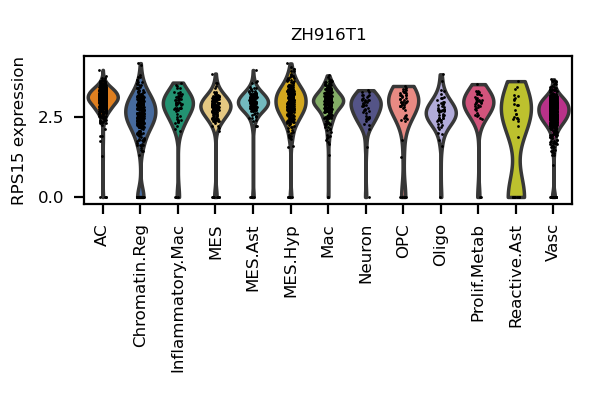 ZH916T1
RPS15 expression
2.5
0.0
AC
Chromatin.Reg
Inflammatory.Mac
MES
MES.Ast
MES.Hyp
Mac
Neuron
OPC
Oligo
Prolif.Metab
Reactive.Ast
Vasc